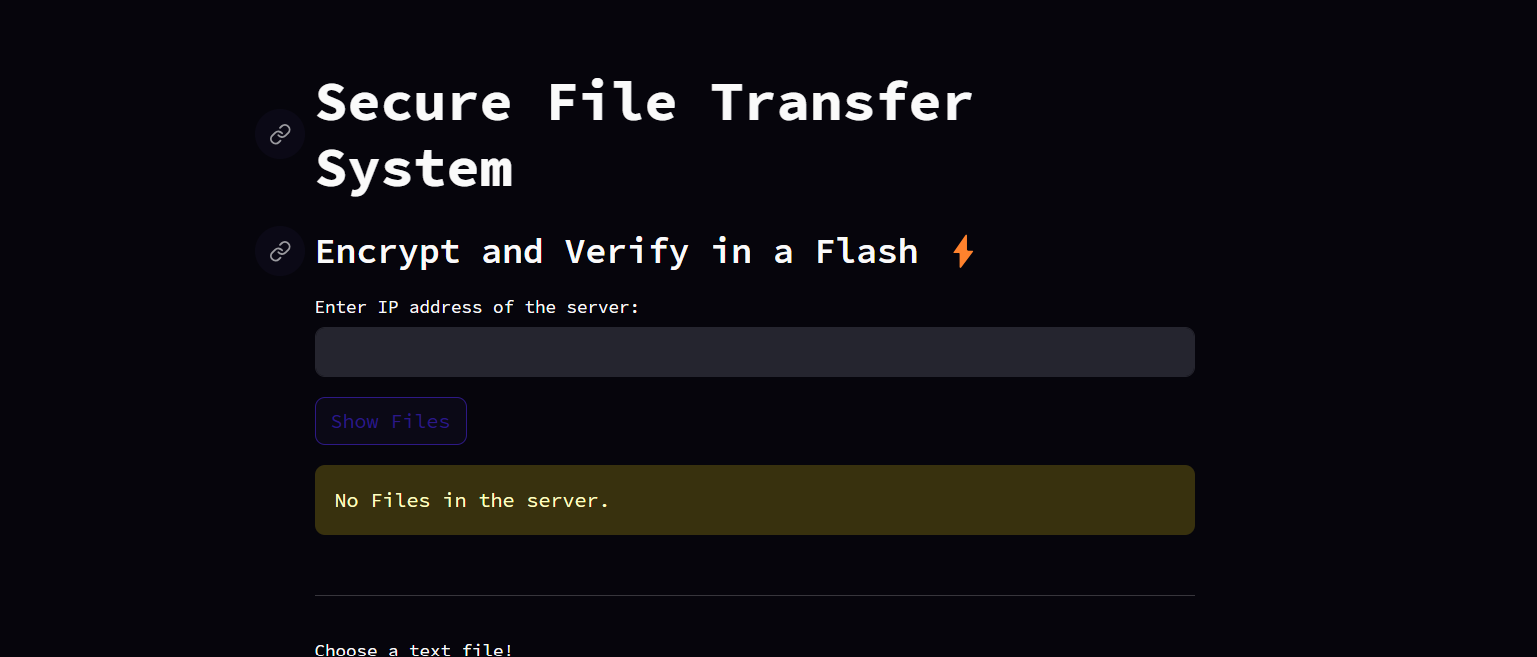 Secure File Transfer
System
Encrypt and Verify in a Flash ⚡
Enter IP address of the server:
Show Files
No Files in the server.
Choose a text file!